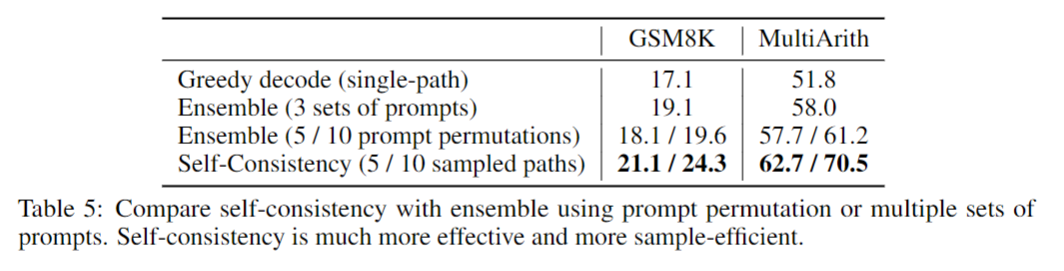 GSM8K MultiArith
Greedy decode (single-path) 17.1 51.8
Ensemble (3 sets of prompts) 19.1 58.0
Ensemble (5 / 10 prompt permutations) 18.1 / 19.6 57.7 / 61.2
Self-Consistency (5 / 10 sampled paths) 21.1 / 24.3 62.7 / 70.5
Table 5: Compare self-consistency with ensemble using prompt permutation or multiple sets of
prompts. Self-consistency is much more effective and more sample-efficient.